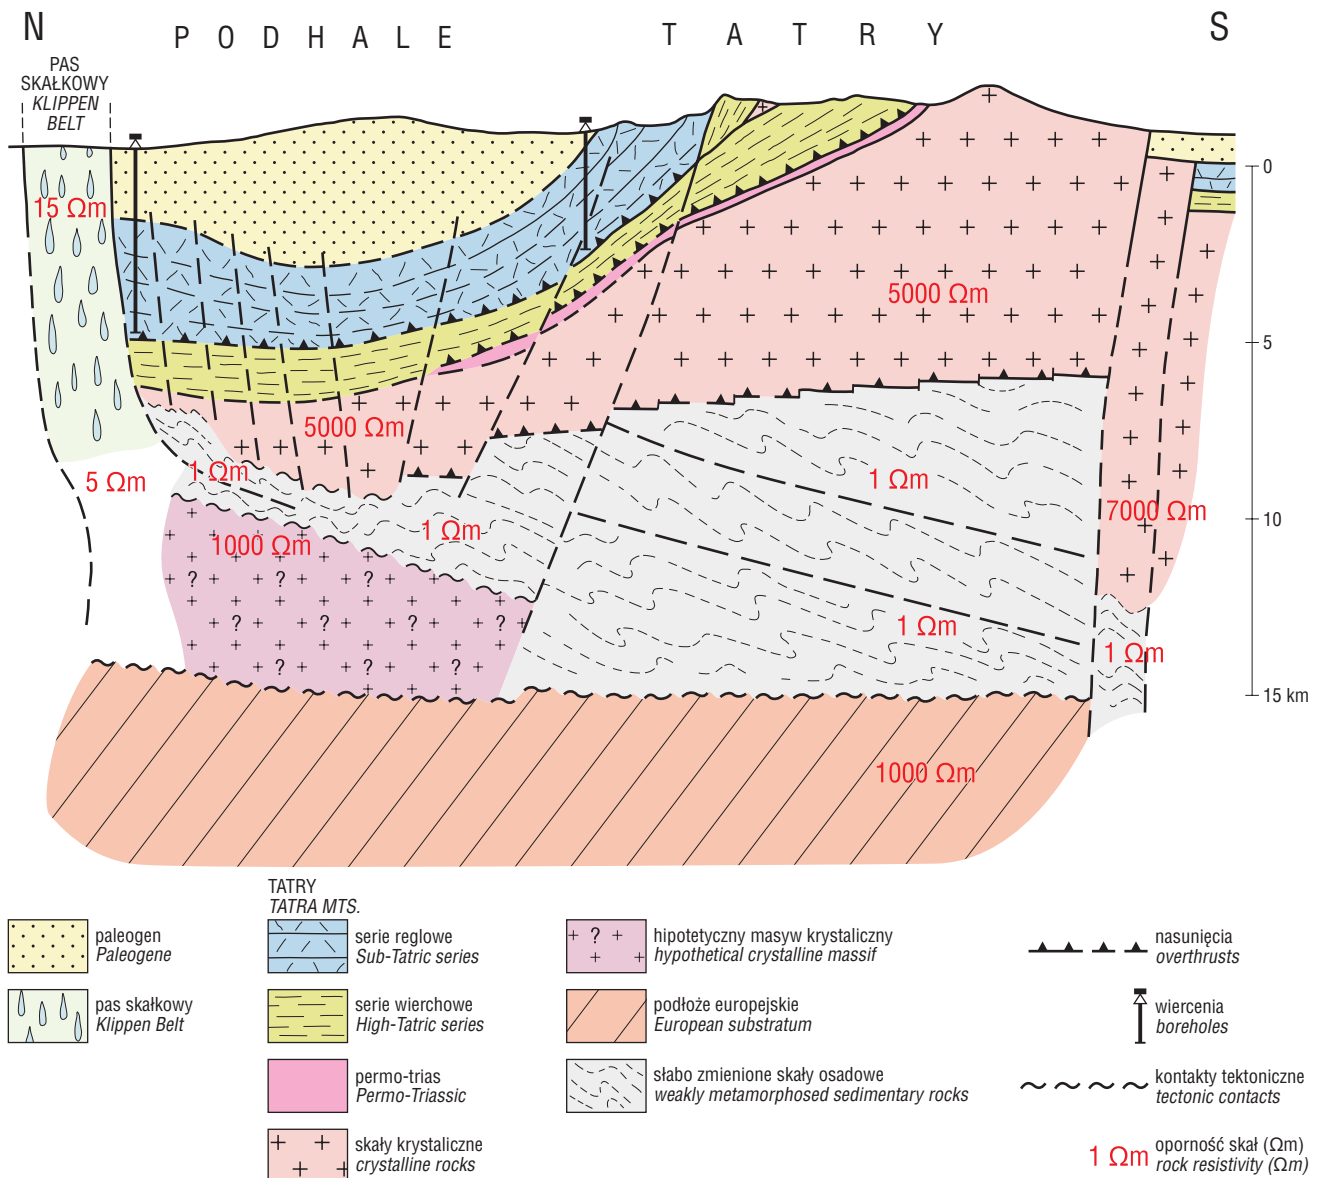 N
P O D H A L E
T A T R Y
S
PAS
SKAŁKOWY
KLIPPEN
BELT
0
15 Ωm
5000 Ωm
5
5000 Ωm
1 Ωm
5 Ωm
1 Ωm
7000 Ωm
10
1 Ωm
1000 Ωm
? ? ?
? ? ? ?
1 Ωm
1 Ωm
? ? ?
15 km
1000 Ωm
TATRY
TATRA MTS.
paleogen
Paleogene
pas skałkowy
Klippen Belt
serie reglowe
Sub-Tatric series
serie wierchowe
High-Tatric series
permo-trias
Permo-Triassic
skały krystaliczne
crystalline rocks
?
hipotetyczny masyw krystaliczny
hypothetical crystalline massif
podłoże europejskie
European substratum
słabo zmienione skały osadowe
weakly metamorphosed sedimentary rocks
nasunięcia
overthrusts
wiercenia
boreholes
kontakty tektoniczne
tectonic contacts
1 Ωm
oporność skał (Ωm)
rock resistivity (Ωm)